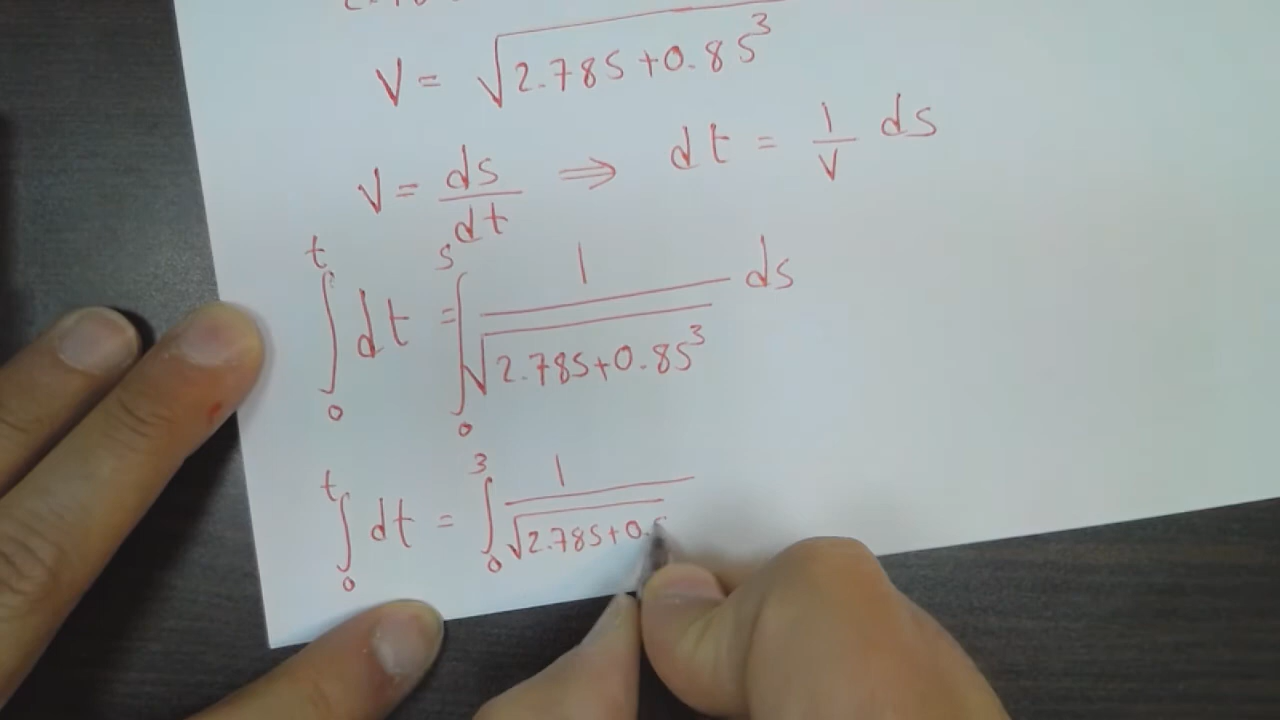 V = √2.78S+0.8S³
V = ds/dt ⇒ dt = 1/V ds
∫₀ᵗ dt = ∫₀ˢ 1/√2.78S+0.8S³ ds
∫₀ᵗ dt = ∫₀³ 1/√2.78S+0.